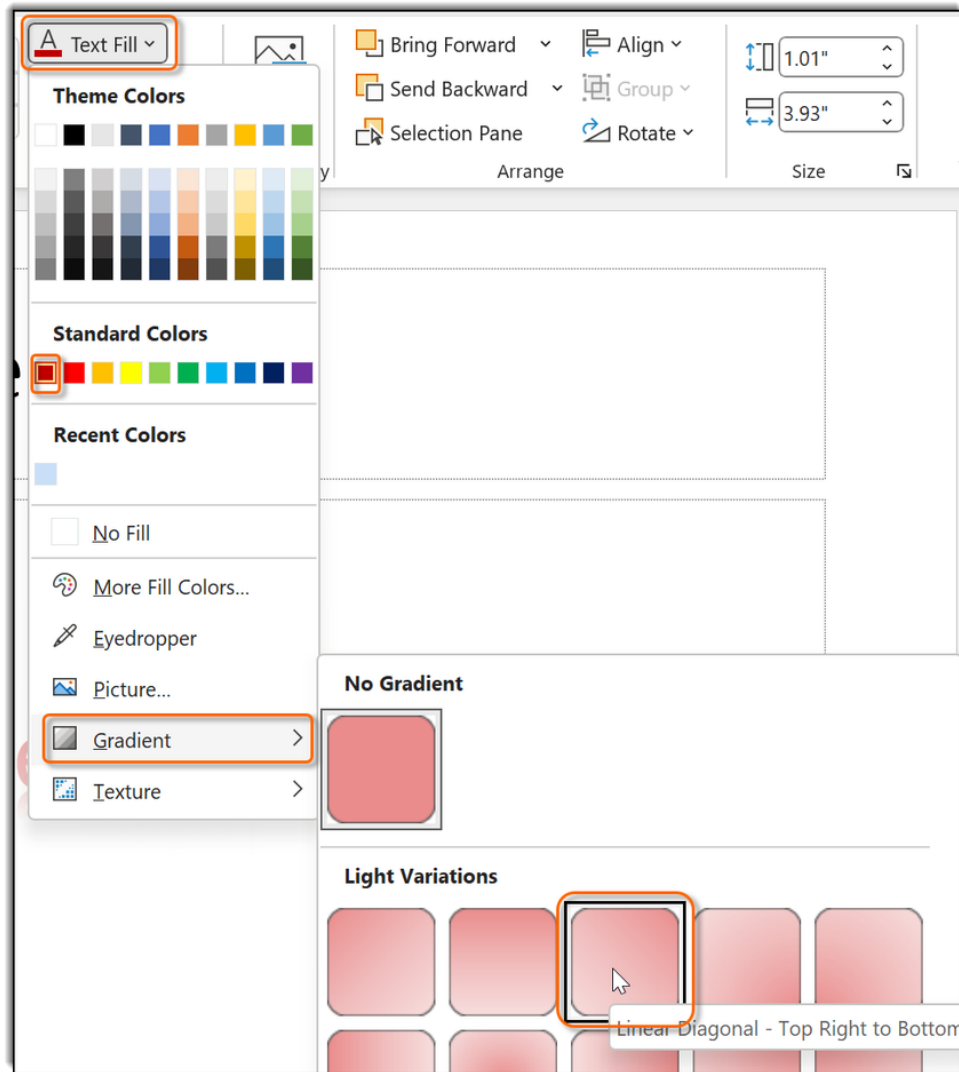 A Text Fill
Bring Forward
Align
1.01"
Theme Colors
Send Backward
Group
3.93"
Selection Pane
Rotate
y
Arrange
Size
Standard Colors
e
Recent Colors
No Fill
More Fill Colors...
Eyedropper
Picture...
No Gradient
Gradient
Texture
Light Variations
Linear Diagonal - Top Right to Bottom